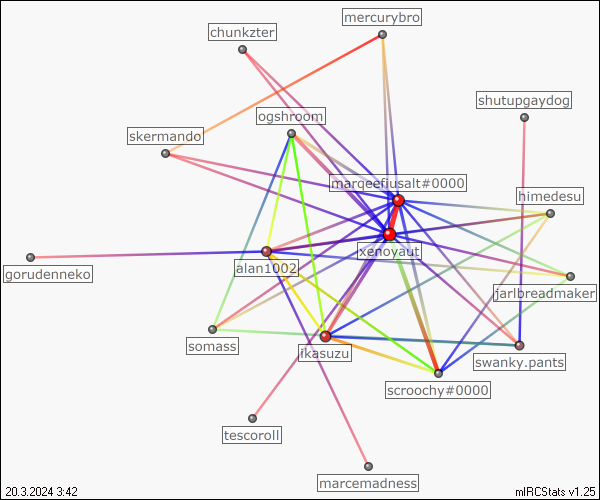 mercurybro
chunkzter
shutupgaydog
ogshroom
skermando
marqeefiusalt#0000
himedesu
xenoyaut
alan1002
gorudenneko
jarlbreadmaker
somass
ikasuzu
swanky.pants
scroochy#0000
tescoroll
marcemadness
20.3.2024 3:42
mIRCStats v1.25